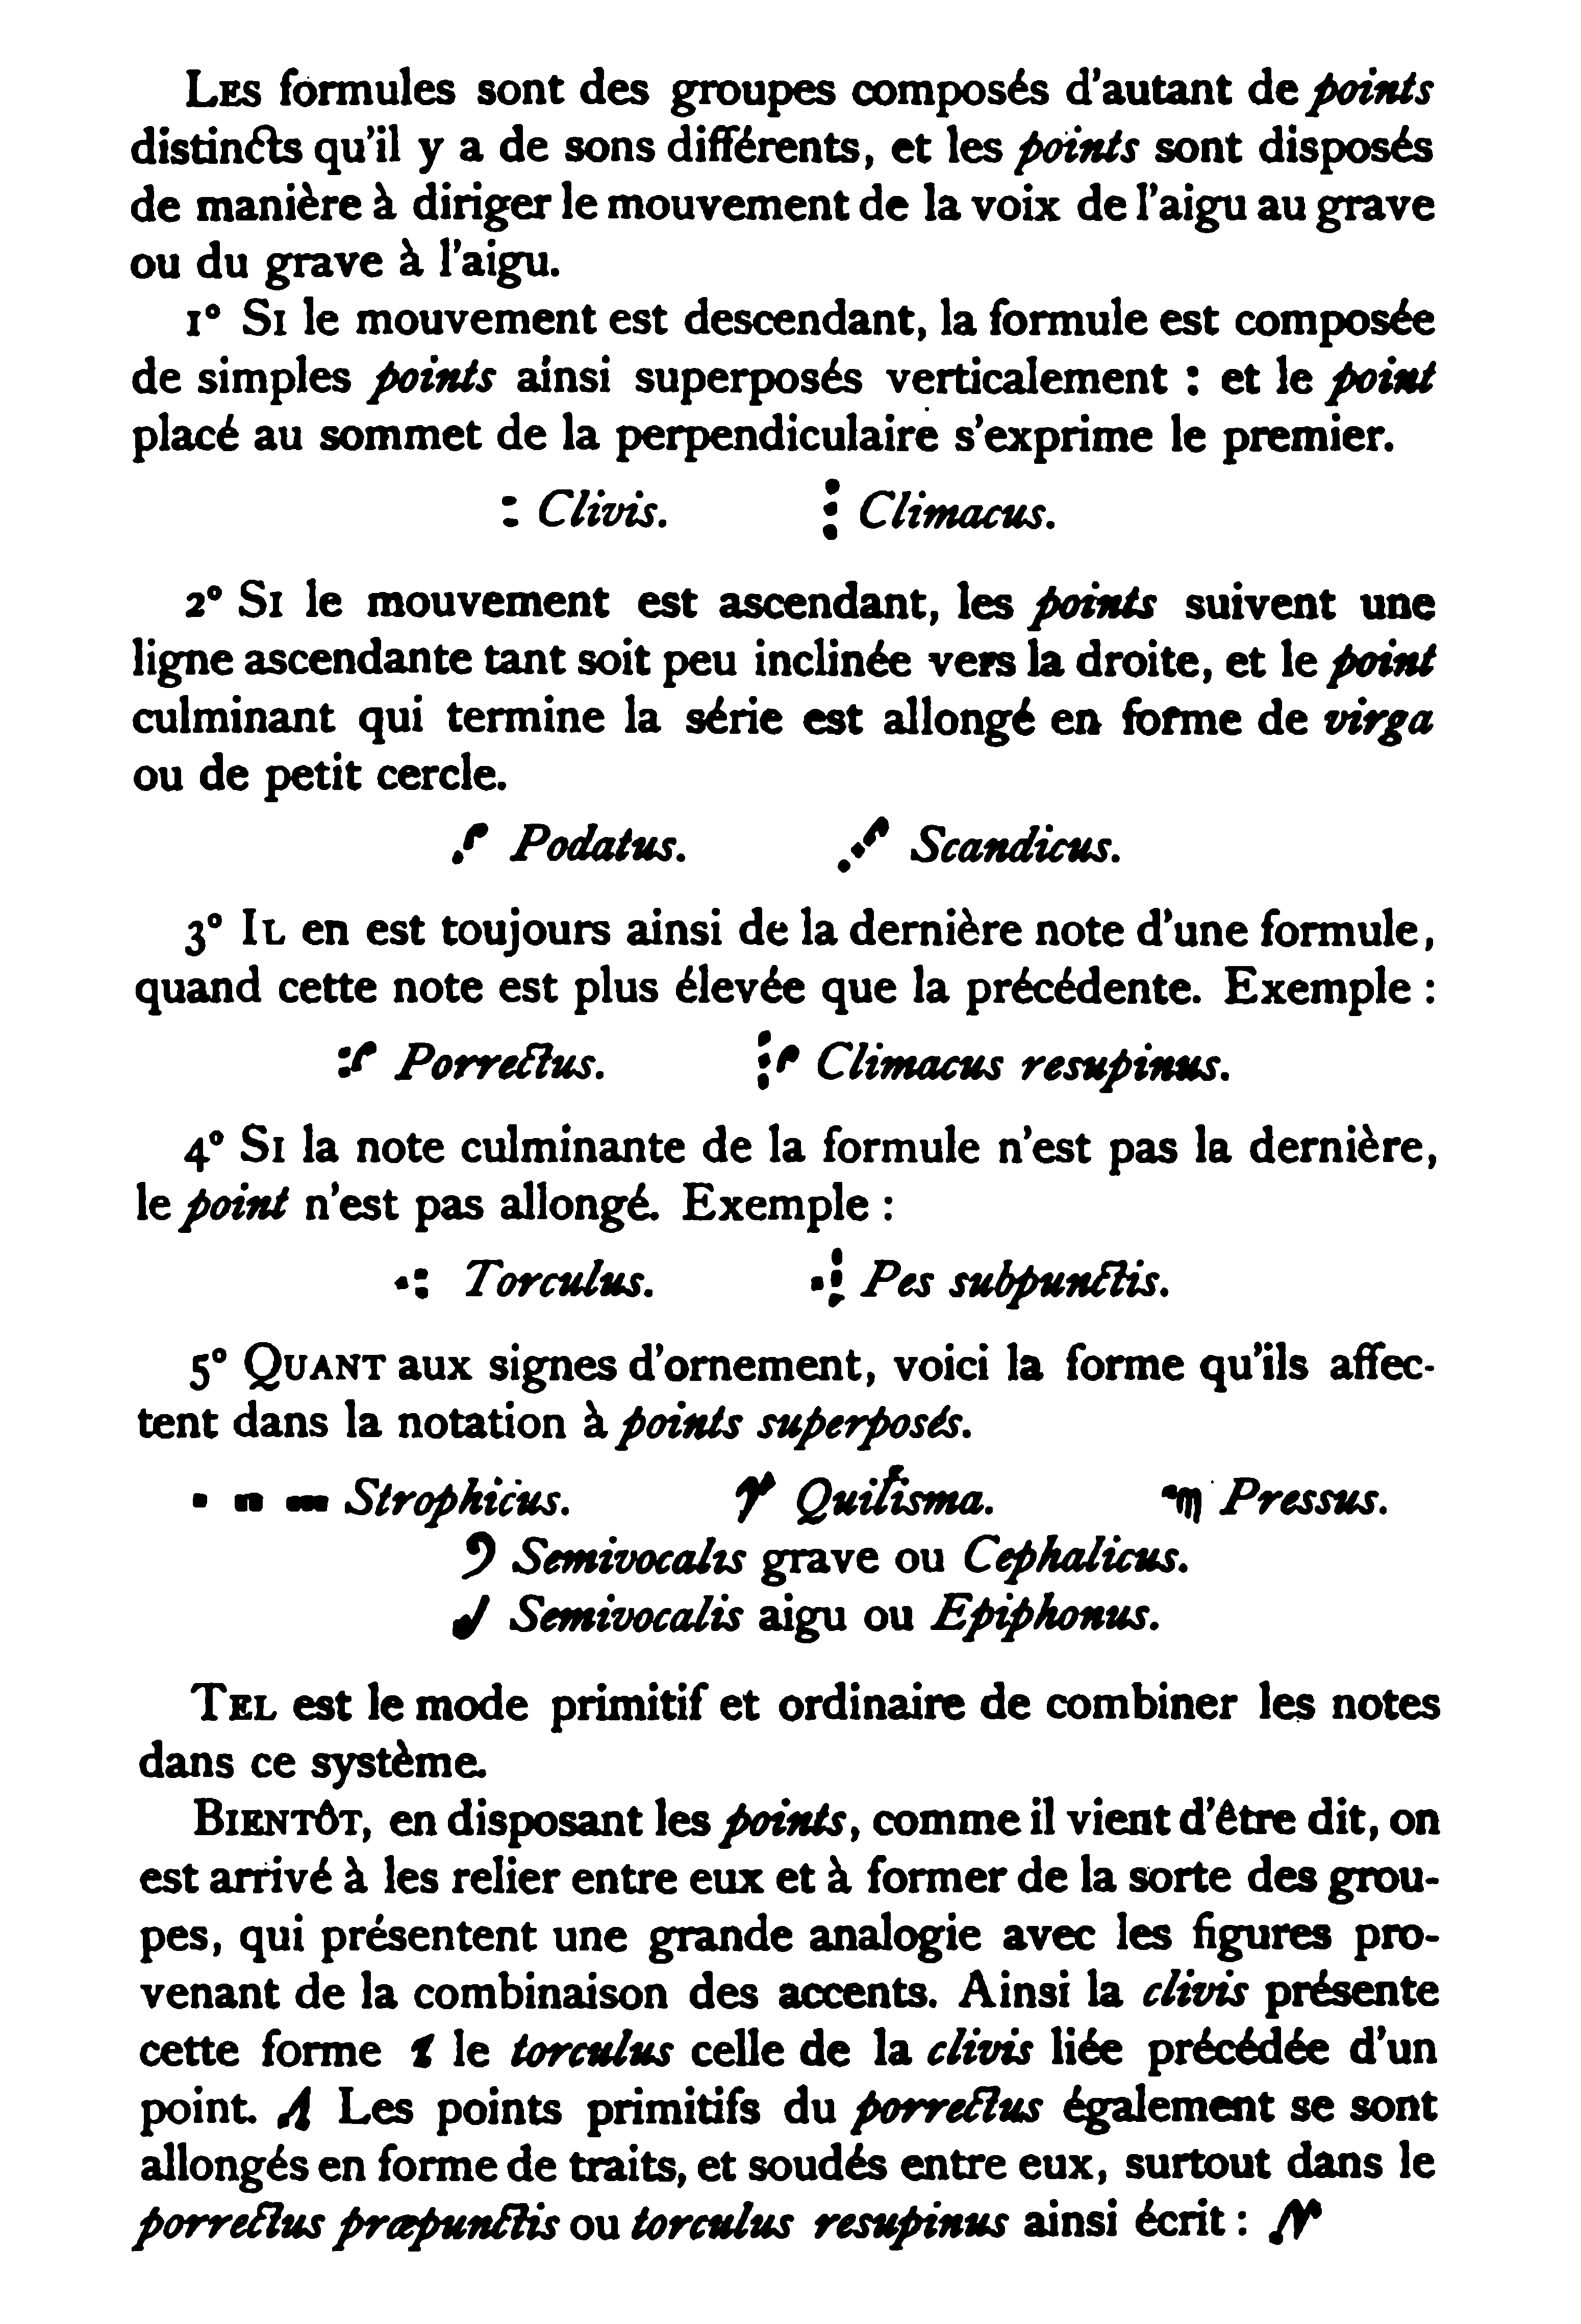 LES formules sont des groupes composés d'autant de points
distincts qu'il y a de sons différents, et les points sont disposés
de manière à diriger le mouvement de la voix de l'aigu au grave
ou du grave à l'aigu.
1° SI le mouvement est descendant, la formule est composée
de simples points ainsi superposés verticalement : et le point
placé au sommet de la perpendiculaire s'exprime le premier.
Clivis. Climacus.
2° SI le mouvement est ascendant, les points suivent une
ligne ascendante tant soit peu inclinée vers la droite, et le point
culminant qui termine la série est allongé en forme de virga
ou de petit cercle.
Podatus. Scandicus.
3° IL en est toujours ainsi de la dernière note d'une formule,
quand cette note est plus élevée que la précédente. Exemple :
Porrectus. Climacus resupinus.
4° SI la note culminante de la formule n'est pas la dernière,
le point n'est pas allongé. Exemple :
Torculus. Pes subpunctis.
5° QUANT aux signes d'ornement, voici la forme qu'ils affec-
tent dans la notation à points superposés.
Strophicus. Quilisma. Pressus.
Semivocalis grave ou Cephalicus.
Semivocalis aigu ou Epiphonus.
TEL est le mode primitif et ordinaire de combiner les notes
dans ce système.
BIENTÔT, en disposant les points, comme il vient d'être dit, on
est arrivé à les relier entre eux et à former de la sorte des grou-
pes, qui présentent une grande analogie avec les figures pro-
venant de la combinaison des accents. Ainsi la clivis présente
cette forme le torculus celle de la clivis liée précédée d'un
point. Les points primitifs du porrectus également se sont
allongés en forme de traits, et soudés entre eux, surtout dans le
porrectus præpunctis ou torculus resupinus ainsi écrit :